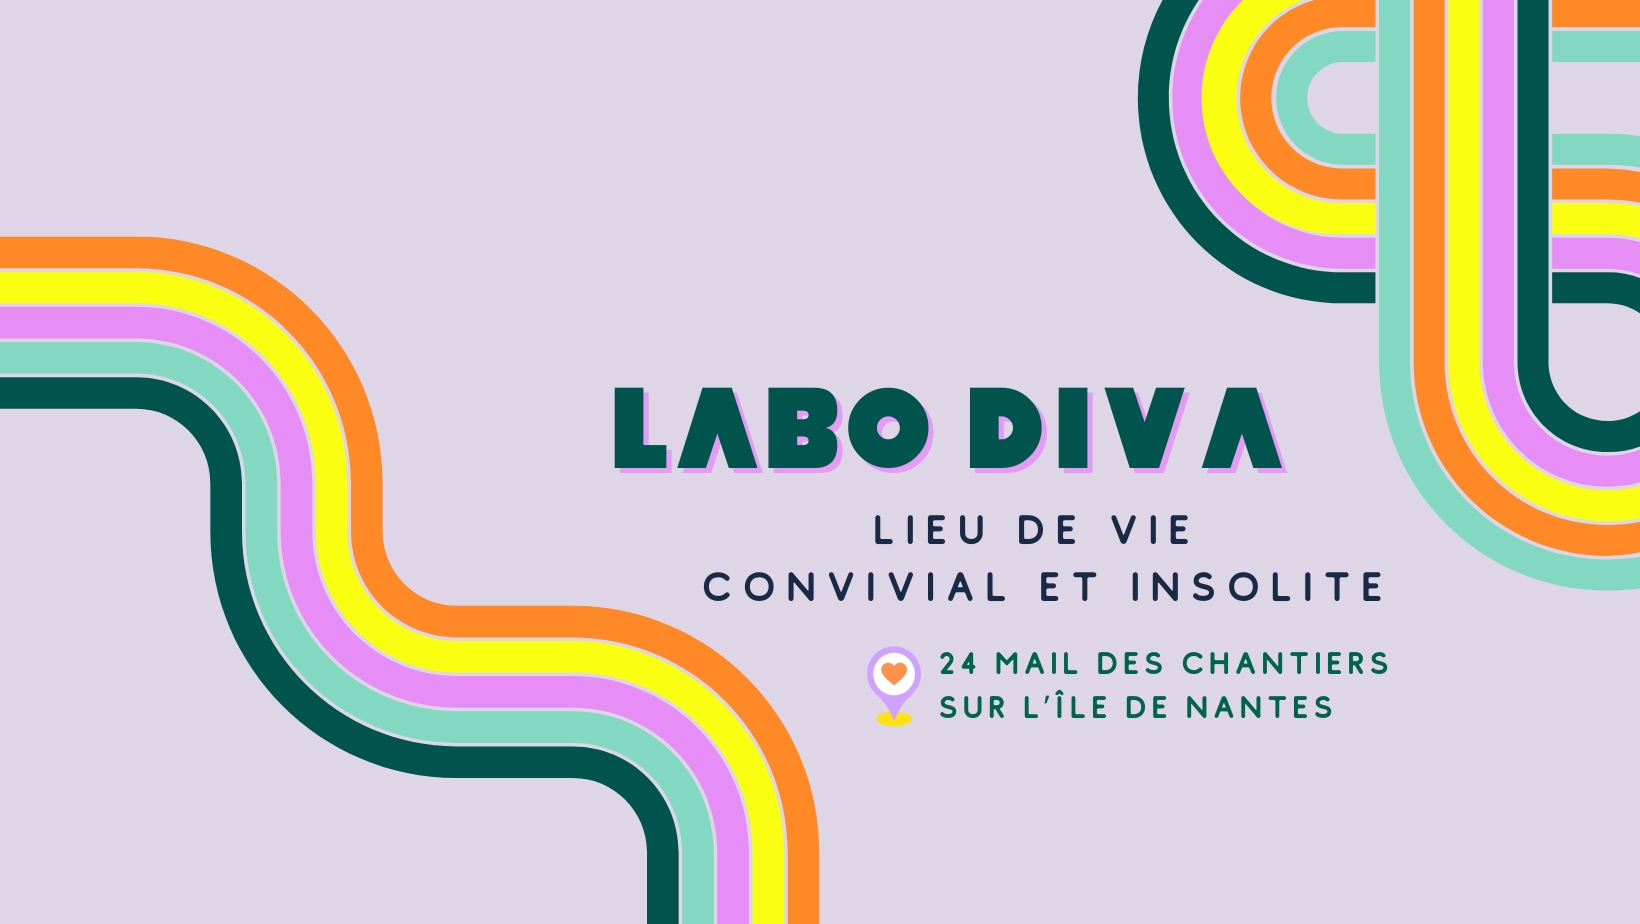 LABO DIVA
LIEU DE VIE
CONVIVIAL ET INSOLITE
24 MAIL DES CHANTIERS
SUR L'ÎLE DE NANTES